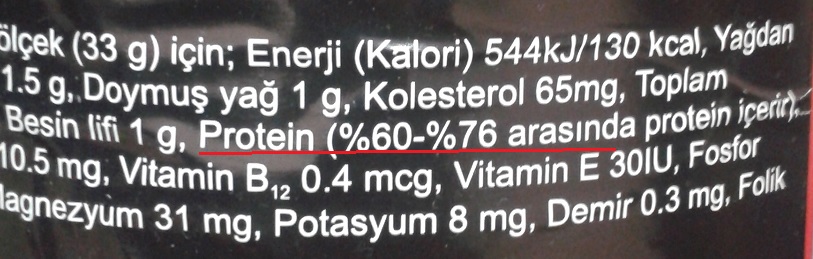 ölçek (33 g) için; Enerji (Kalori) 544kJ/130 kcal, Yağdan
1.5 g, Doymuş yağ 1 g, Kolesterol 65mg, Toplam
Besin lifi 1 g, Protein (%60-%76 arasında protein içerir),
10.5 mg, Vitamin B12 0.4 mcg, Vitamin E 30IU, Fosfor
Magnezyum 31 mg, Potasyum 8 mg, Demir 0.3 mg, Folik